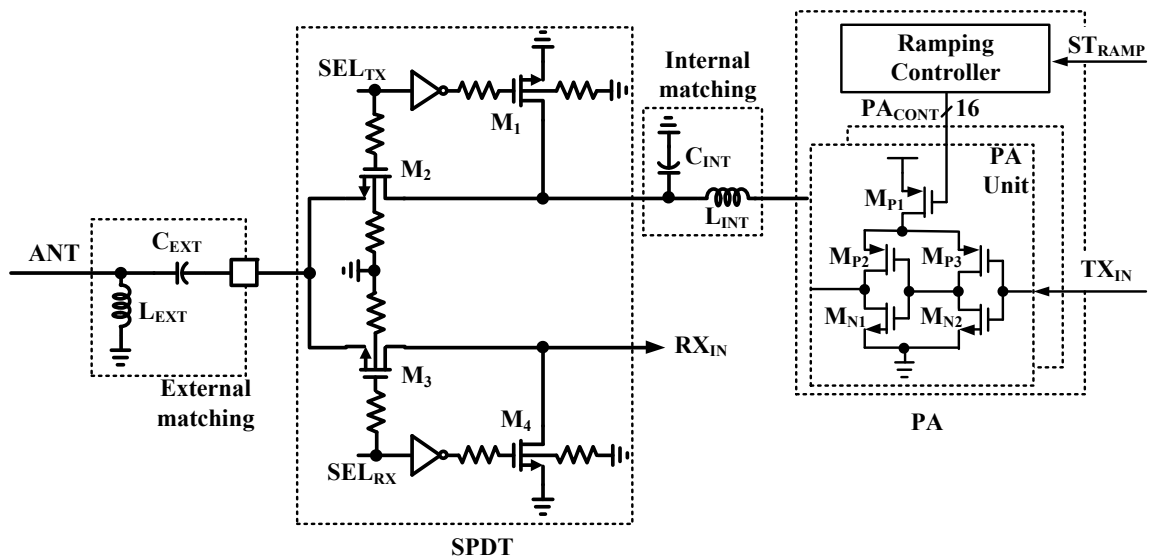 SEL_TX
M_1
M_2
Internal
matching
C_INT
L_INT
Ramping
Controller
ST_RAMP
PA_CONT
16
PA
Unit
M_P1
M_P2
M_P3
M_N1
M_N2
TX_IN
PA
ANT
C_EXT
L_EXT
External
matching
M_3
RX_IN
M_4
SEL_RX
SPDT